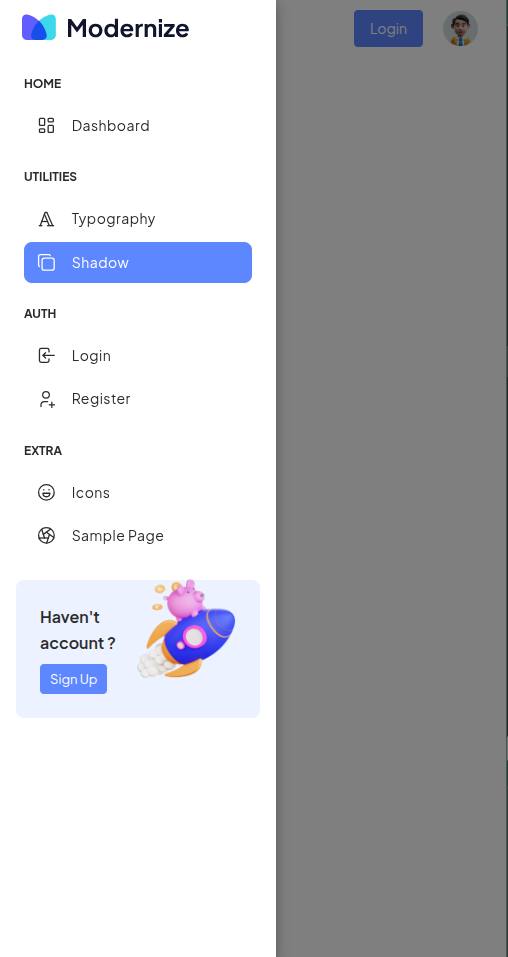 Modernize
Login
HOME
Dashboard
UTILITIES
Typography
Shadow
AUTH
Login
Register
EXTRA
Icons
Sample Page
Haven't
account ?
Sign Up